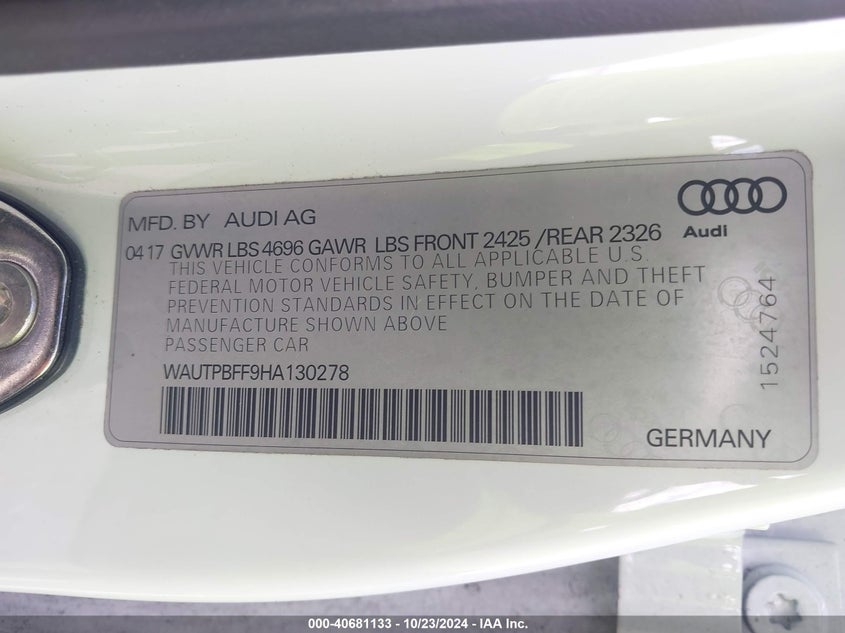 MFD. BY AUDI AG
Audi
04 17 GVWR LBS 4696 GAWR LBS FRONT 2425 /REAR 2326
THIS VEHICLE CONFORMS TO ALL APPLICABLE U.S.
FEDERAL MOTOR VEHICLE SAFETY, BUMPER AND THEFT
PREVENTION STANDARDS IN EFFECT ON THE DATE OF
MANUFACTURE SHOWN ABOVE
PASSENGER CAR
WAUTPBFF9HA130278
1524764
GERMANY
000-40681133 - 10/23/2024 - IAA Inc.